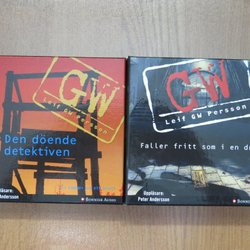 GW
Leif GW Persson
Den döende
detektiven
Uppläsare:
Peter Andersson
BONNIER AUDIO
GW
Leif GW Persson
Faller fritt som i en
Uppläsare:
Peter Andersson
BONNIER